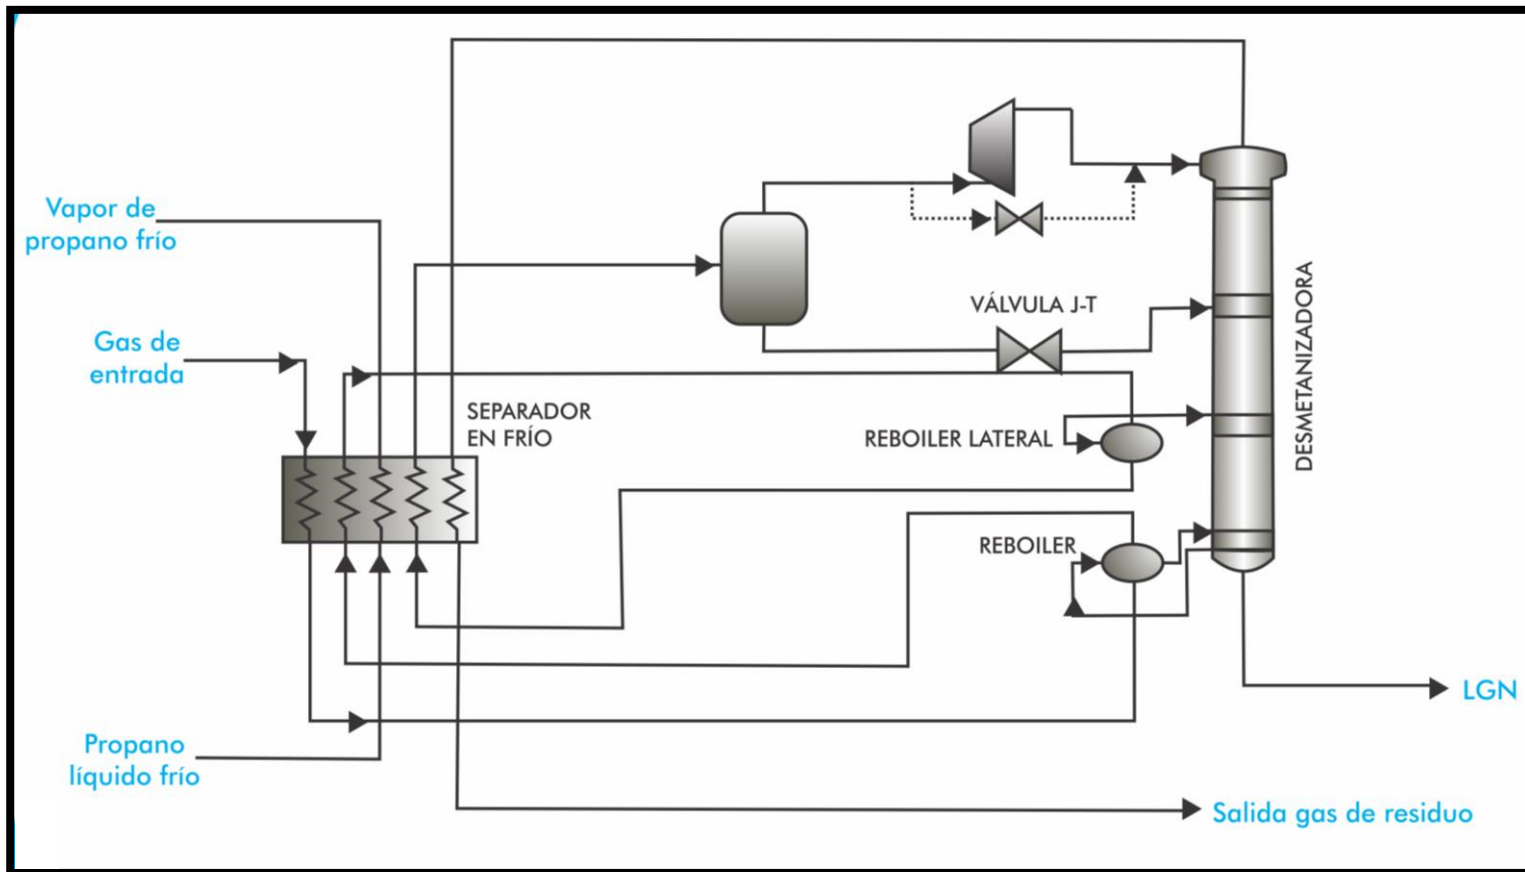 Vapor de
propano frío
Gas de
entrada
SEPARADOR
EN FRÍO
VÁLVULA J-T
REBOILER LATERAL
REBOILER
DESMETANIZADORA
Propano
líquido frío
LGN
Salida gas de residuo